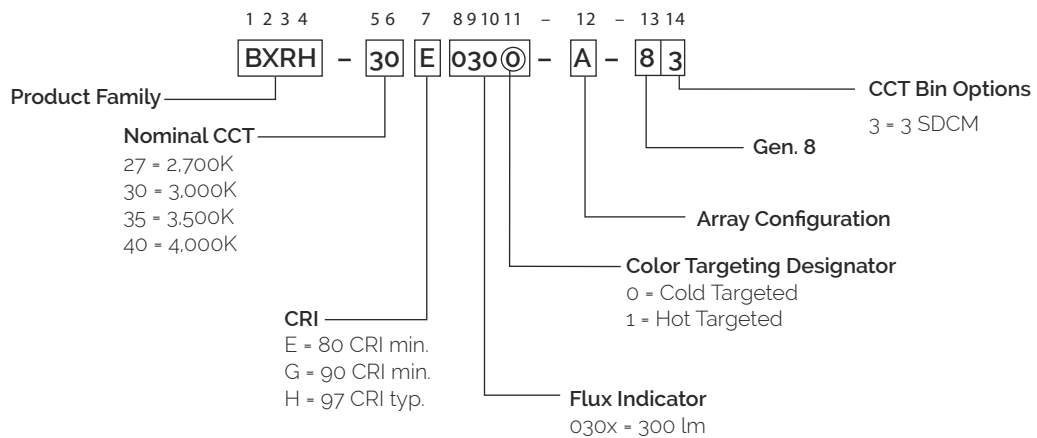 1 2 3 4 5 6 7 8 9 10 11 – 12 – 13 14
BXRH – 30 E 0300 – A – 8 3
Product Family
CCT Bin Options
3 = 3 SDCM
Nominal CCT
27 = 2,700K
30 = 3,000K
35 = 3,500K
40 = 4,000K
Gen. 8
Array Configuration
Color Targeting Designator
0 = Cold Targeted
1 = Hot Targeted
CRI
E = 80 CRI min.
G = 90 CRI min.
H = 97 CRI typ.
Flux Indicator
030x = 300 lm